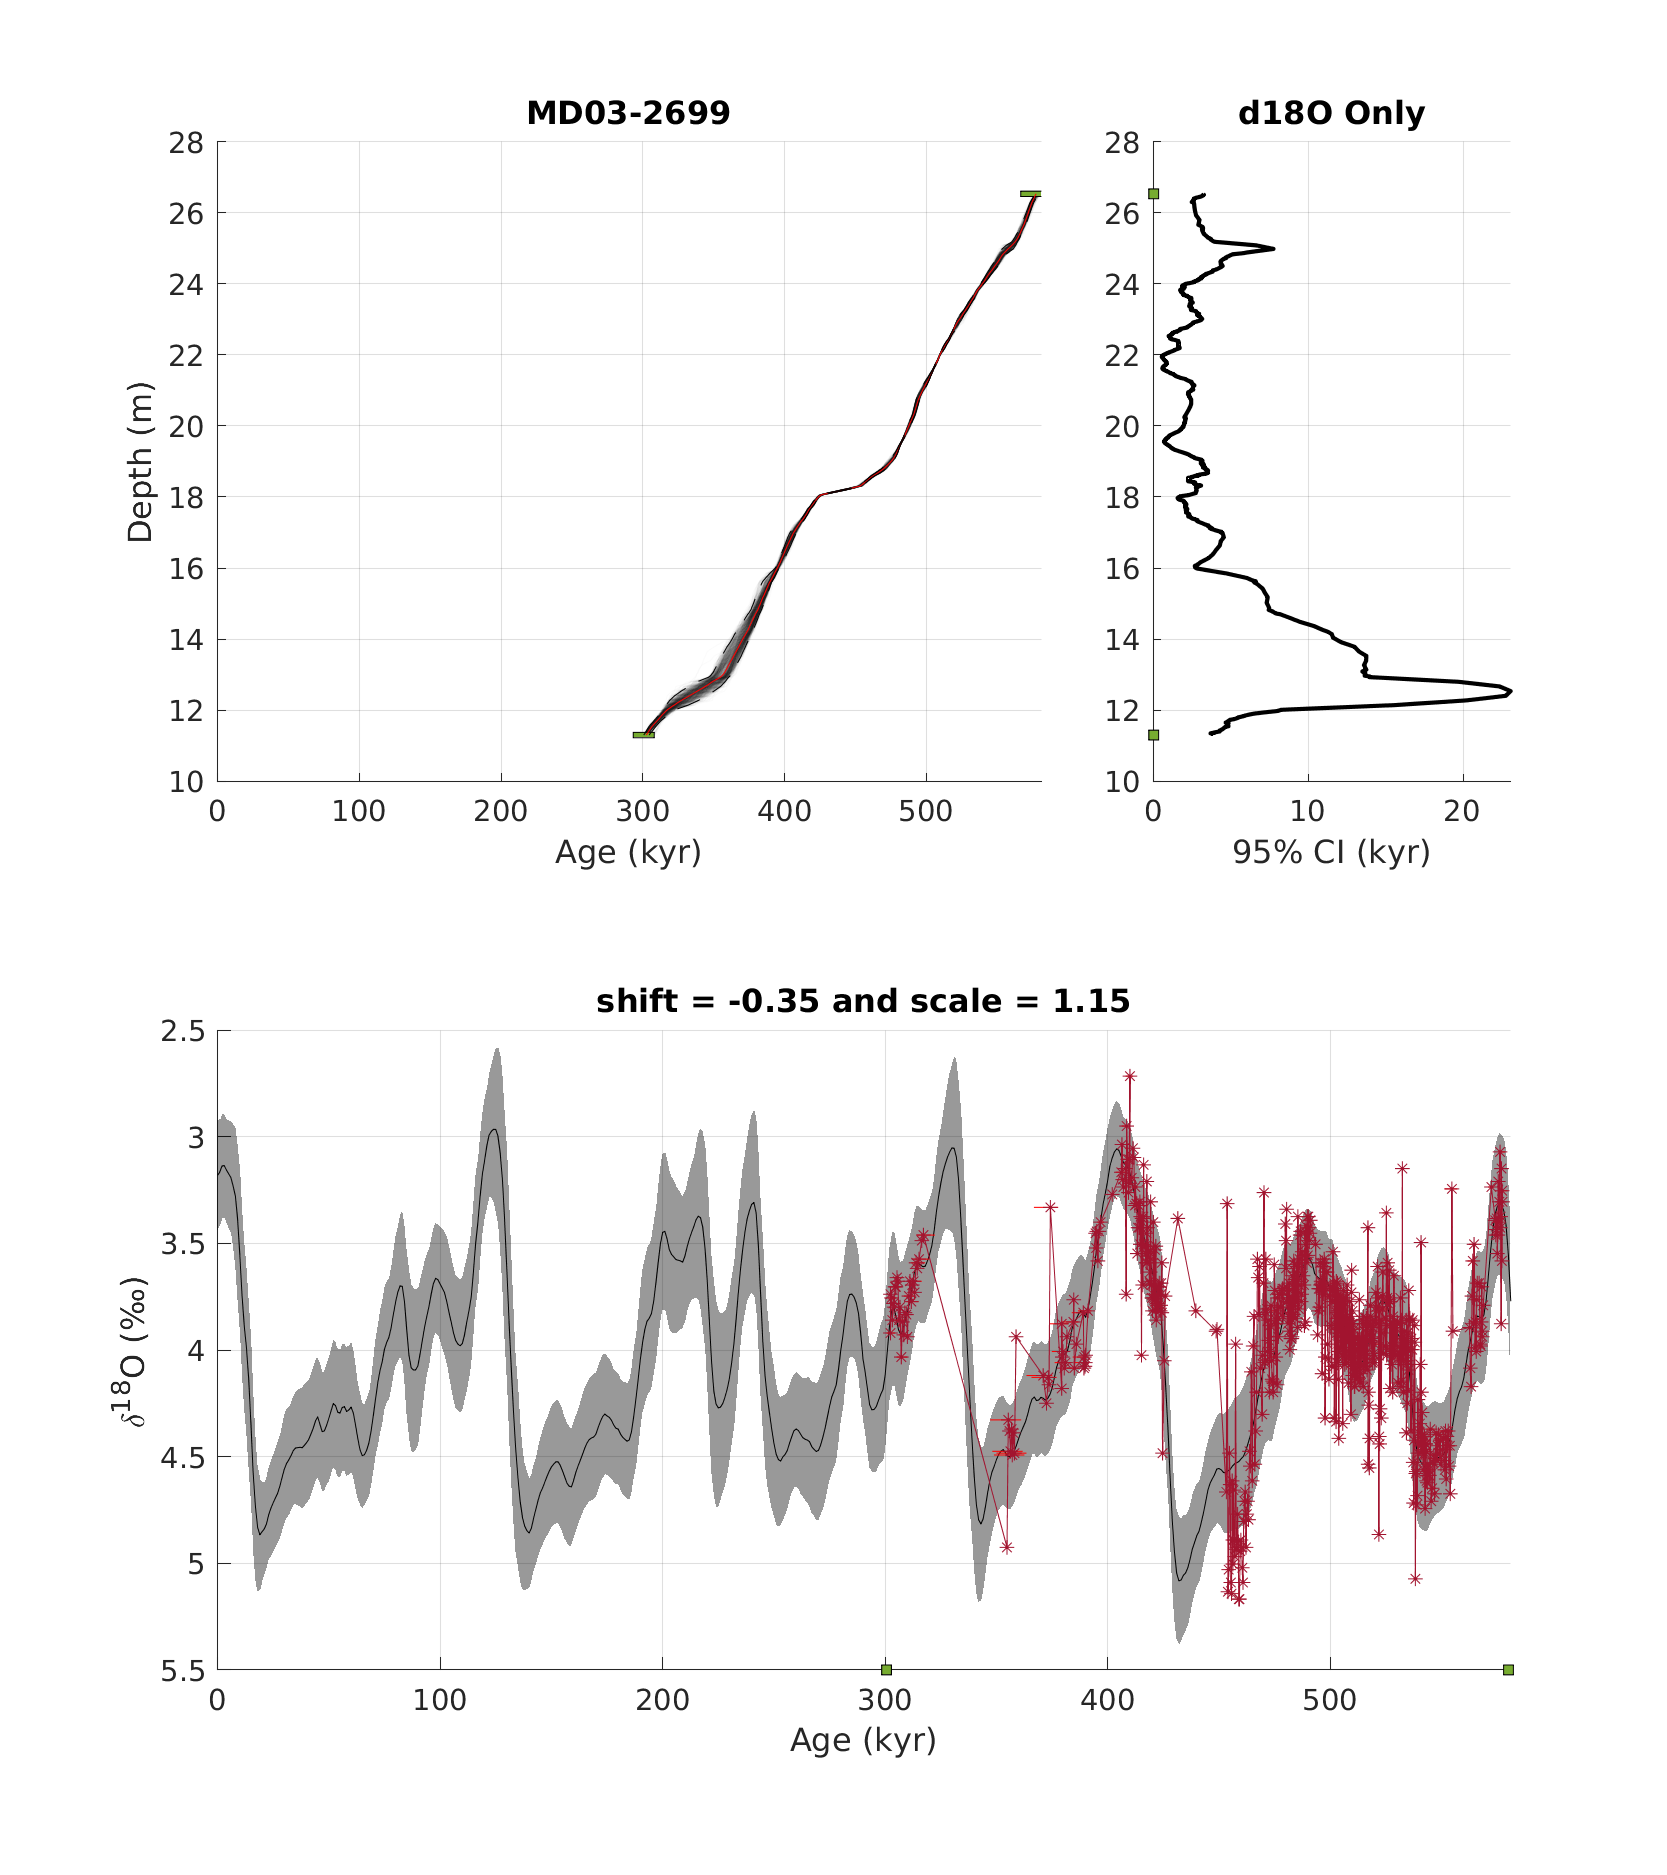 MD03-2699
d18O Only
28
26
24
22
20
18
16
14
12
10
Depth (m)
0 100 200 300 400 500
Age (kyr)
28
26
24
22
20
18
16
14
12
10
0 10 20
95% CI (kyr)
shift = -0.35 and scale = 1.15
2.5
3
3.5
4
4.5
5
5.5
δ¹⁸O (‰)
0 100 200 300 400 500
Age (kyr)